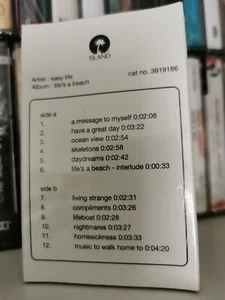 ISLAND
Artist : easy life
Album : life's a beach
cat no. 3819186
side a
1. a message to myself 0:02:08
2. have a great day 0:03:22
3. ocean view 0:02:54
4. skeletons 0:02:58
5. daydreams 0:02:42
6. life's a beach - interlude 0:00:33
side b
7. living strange 0:02:31
8. compliments 0:03:26
9. lifeboat 0:02:28
10. nightmares 0:03:27
11. homesickness 0:03:33
12. music to walk home to 0:04:20